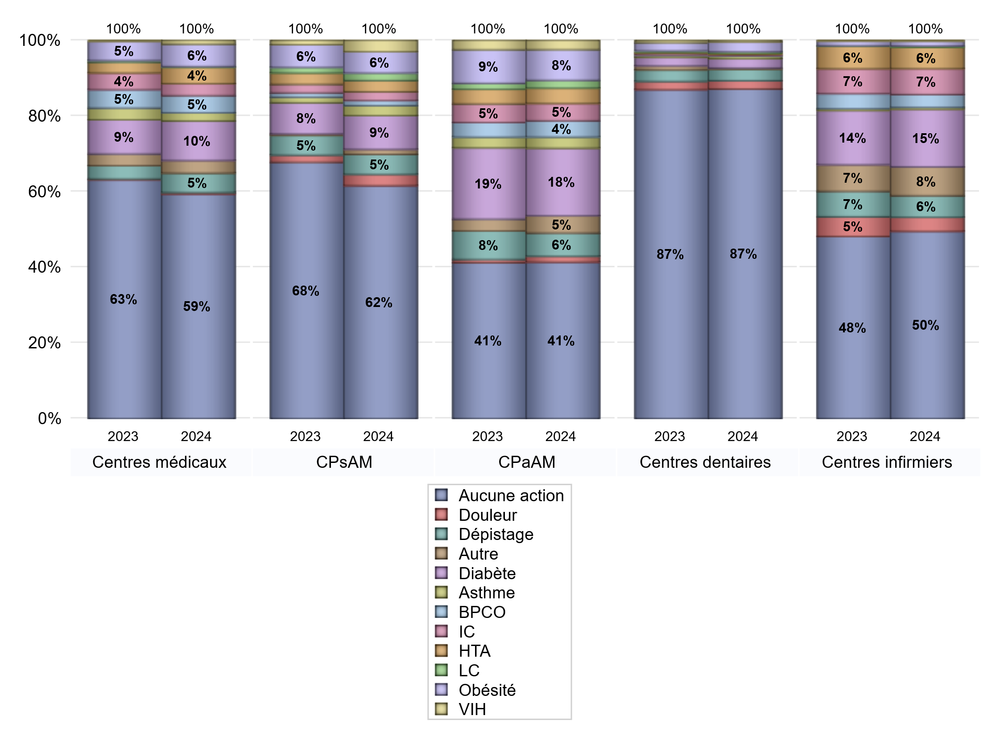 100% 100% 100% 100% 100% 100% 100% 100% 100% 100%
100%
5% 6% 6% 6% 9% 8% 6% 6%
4% 4% 5% 5% 7% 7%
5% 5% 4%
80%
9% 10% 8% 9% 19% 18% 14% 15%
5% 5% 5% 5% 7% 8%
60%
8% 6% 7% 6%
5%
63% 59% 68% 62% 41% 41% 87% 87% 48% 50%
40%
20%
0%
2023 2024 2023 2024 2023 2024 2023 2024 2023 2024
Centres médicaux CPsAM CPaAM Centres dentaires Centres infirmiers
Aucune action
Douleur
Dépistage
Autre
Diabète
Asthme
BPCO
IC
HTA
LC
Obésité
VIH